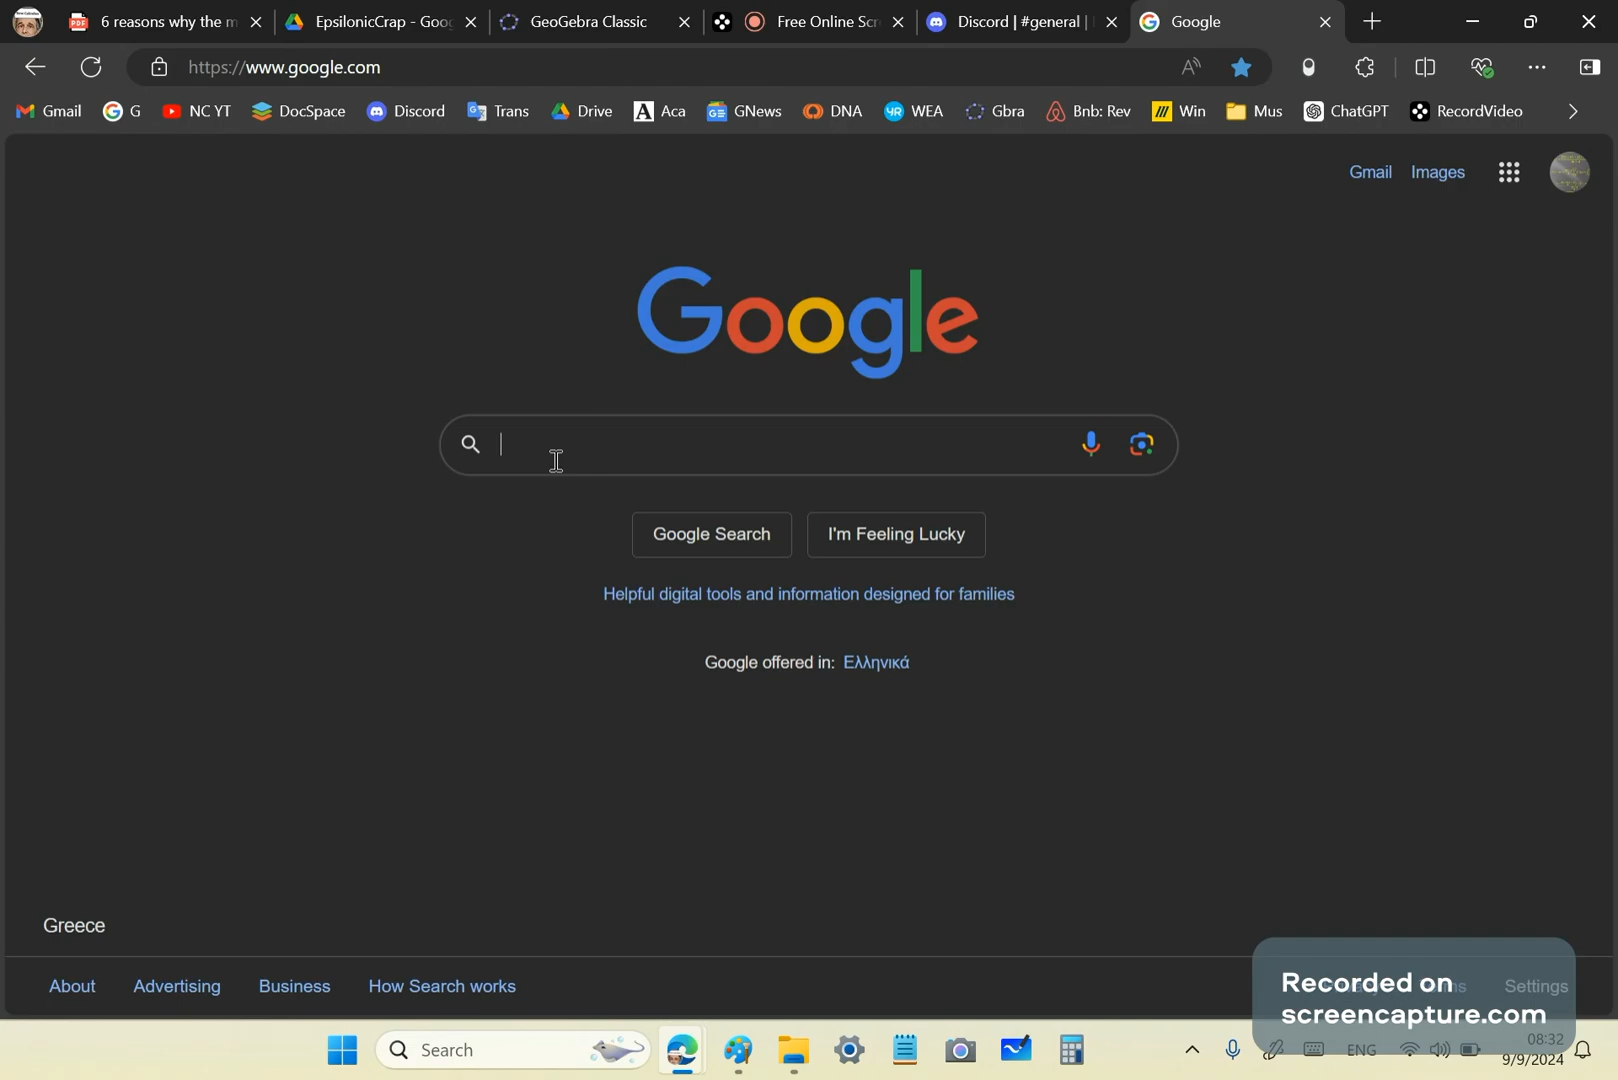 6 reasons why the m
EpsilonicCrap - Goog
GeoGebra Classic
Free Online Scr
Discord | #general |
Google
https://www.google.com
Gmail
G
NC YT
DocSpace
Discord
Trans
Drive
Aca
GNews
DNA
WEA
Gbra
Bnb: Rev
Win
Mus
ChatGPT
RecordVideo
Gmail Images
Google
Google Search
I'm Feeling Lucky
Helpful digital tools and information designed for families
Google offered in: Ελληνικά
Greece
About
Advertising
Business
How Search works
Settings
Recorded on
screencapture.com
Search
ENG
08:32
9/9/2024